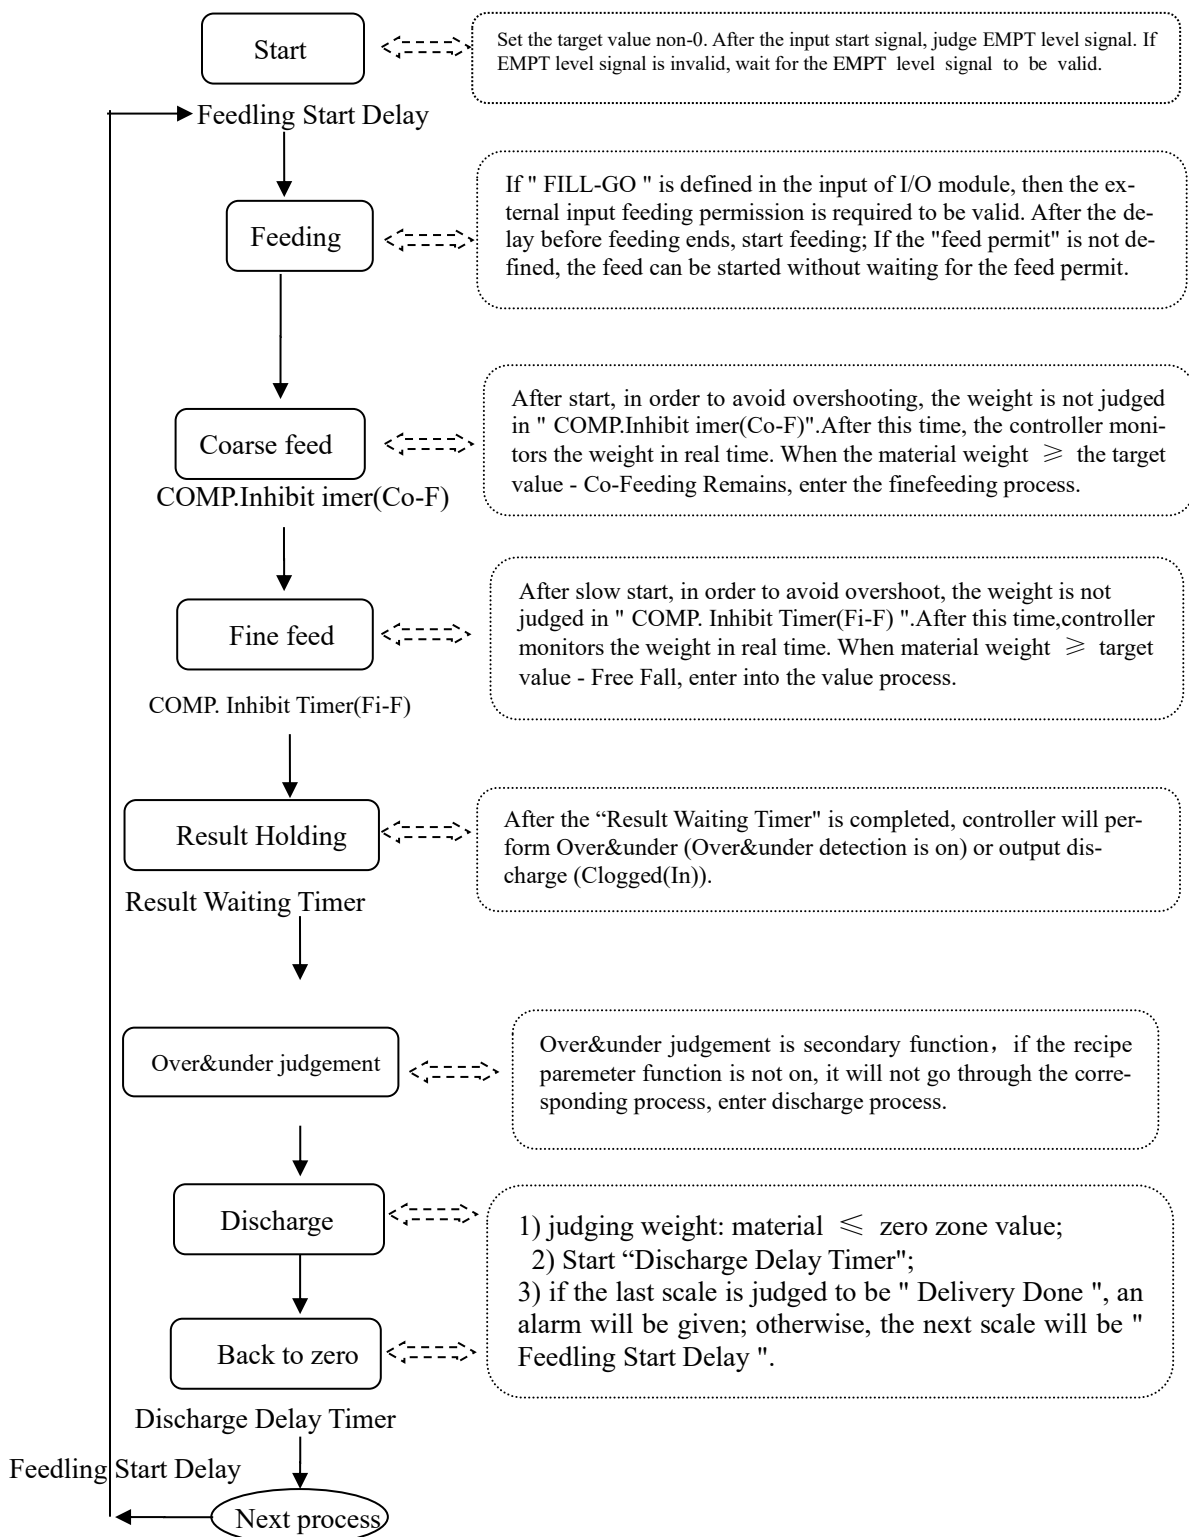 Start
Set the target value non-0. After the input start signal, judge EMPT level signal. If
EMPT level signal is invalid, wait for the EMPT level signal to be valid.
Feedling Start Delay
Feeding
If " FILL-GO " is defined in the input of I/O module, then the ex-
ternal input feeding permission is required to be valid. After the de-
lay before feeding ends, start feeding; If the "feed permit" is not de-
fined, the feed can be started without waiting for the feed permit.
Coarse feed
COMP.Inhibit imer(Co-F)
After start, in order to avoid overshooting, the weight is not judged
in " COMP.Inhibit imer(Co-F)".After this time, the controller moni-
tors the weight in real time. When the material weight ≥ the target
value - Co-Feeding Remains, enter the finefeeding process.
Fine feed
COMP. Inhibit Timer(Fi-F)
After slow start, in order to avoid overshoot, the weight is not
judged in " COMP. Inhibit Timer(Fi-F) ".After this time,controller
monitors the weight in real time. When material weight ≥ target
value - Free Fall, enter into the value process.
Result Holding
Result Waiting Timer
After the “Result Waiting Timer" is completed, controller will per-
form Over&under (Over&under detection is on) or output dis-
charge (Clogged(In)).
Over&under judgement
Over&under judgement is secondary function，if the recipe
paremeter function is not on, it will not go through the corre-
sponding process, enter discharge process.
Discharge
1) judging weight: material ≤ zero zone value;
2) Start “Discharge Delay Timer";
3) if the last scale is judged to be " Delivery Done ", an
alarm will be given; otherwise, the next scale will be "
Feedling Start Delay ".
Back to zero
Discharge Delay Timer
Feedling Start Delay
Next process